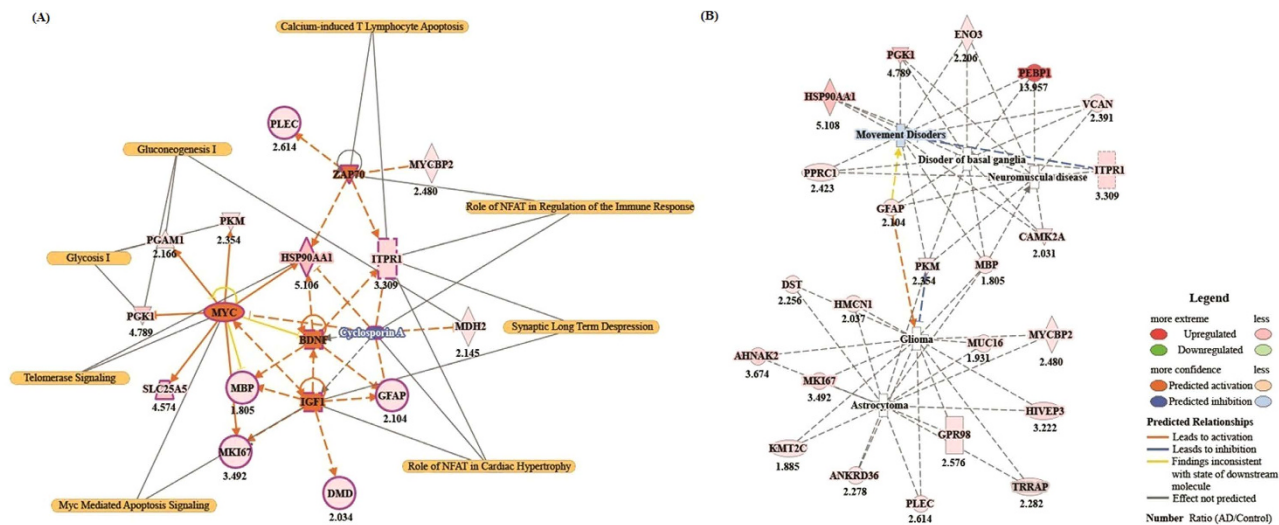 (A)
Calcium-induced T Lymphocyte Apoptosis
PLEC
2.614
Gluconeogenesis I
ZAP70
MYCBP2
2.480
Role of NFAT in Regulation of the Immune Response
PKM
2.354
PGAM1
2.166
Glycosis I
HSP90AA1
5.106
ITPR1
3.309
PGK1
4.789
MYC
Cyclosporin A
BDNF
MDH2
2.145
Synaptic Long Term Despression
Telomerase Signaling
SLC25A5
4.574
MBP
1.805
IGF1
GFAP
2.104
MKI67
3.492
Role of NFAT in Cardiac Hypertrophy
Myc Mediated Apoptosis Signaling
DMD
2.034
(B)
ENO3
2.206
PGK1
4.789
PEBP1
13.957
HSP90AA1
5.108
VCAN
2.391
Movement Disoders
Disoder of basal ganglia
Neuromuscula disease
ITPR1
3.309
PPRC1
2.423
GFAP
2.104
CAMK2A
2.031
PKM
2.354
MBP
1.805
DST
2.256
HMCN1
2.037
Glioma
MUC16
1.931
MYCBP2
2.480
AHNAK2
3.674
MKI67
3.492
Astrocytoma
HIVEP3
3.222
KMT2C
1.885
GPR98
2.576
ANKRD36
2.278
PLEC
2.614
TRRAP
2.282
Legend
more extreme less
Upregulated
Downregulated
more confidence less
Predicted activation
Predicted inhibition
Predicted Relationships
Leads to activation
Leasds to inhibition
Findings inconsistent
with state of downstream
molecule
Effect not predicted
Number Ratio (AD/Control)